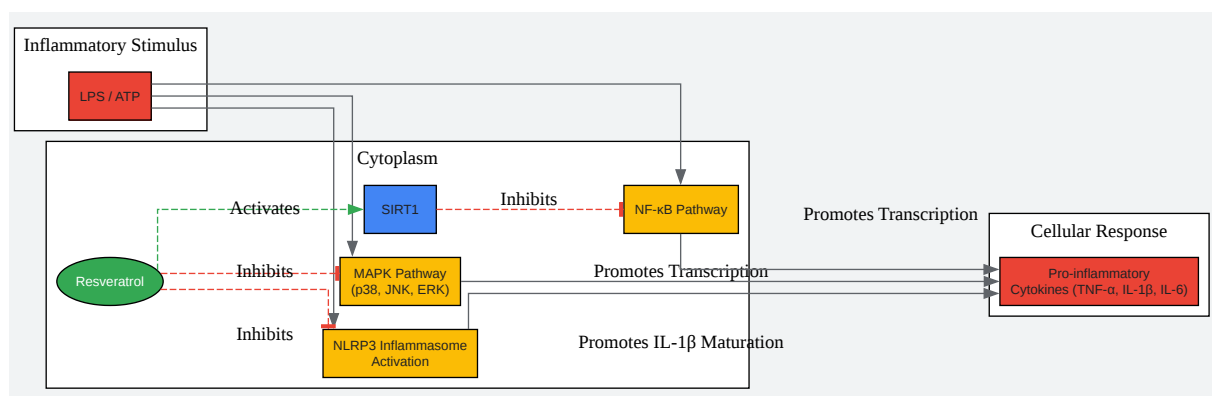 Inflammatory Stimulus
LPS / ATP
Cytoplasm
Activates
SIRT1
Inhibits
NF-κB Pathway
Promotes Transcription
Cellular Response
Resveratrol
Inhibits
MAPK Pathway
(p38, JNK, ERK)
Promotes Transcription
Pro-inflammatory
Cytokines (TNF-α, IL-1β, IL-6)
Inhibits
NLRP3 Inflammasome
Activation
Promotes IL-1β Maturation